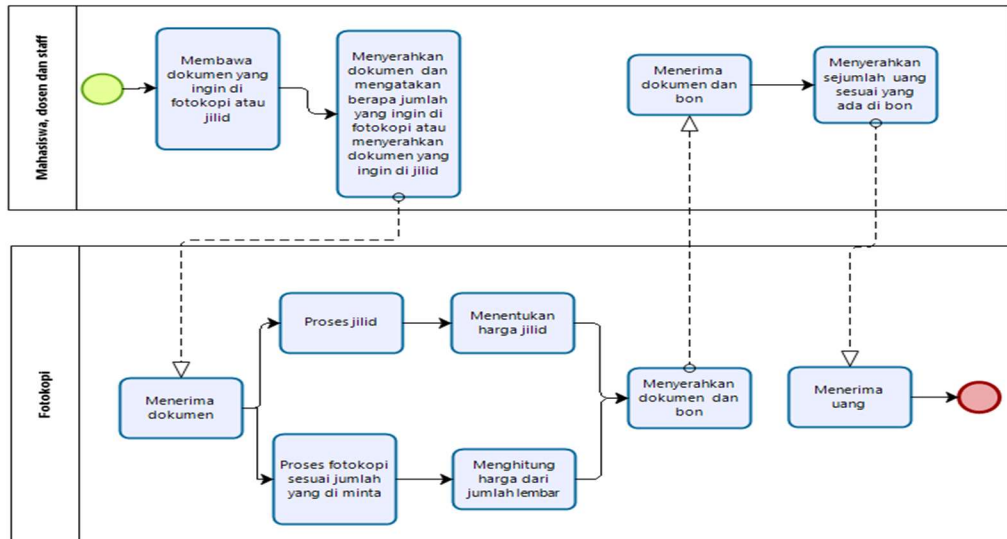 Mahasiswa, dosen dan staff
Membawa
dokumen yang
ingin di
fotokopi atau
jilid
Menyerahkan
dokumen dan
mengatakan
berapa jumlah
yang ingin di
fotokopi atau
menyerahkan
dokumen yang
ingin di jilid
Menerima
dokumen dan
bon
Menyerahkan
sejumlah uang
sesuai yang
ada di bon
Fotokopi
Menerima
dokumen
Proses jilid
Menentukan
harga jilid
Proses fotokopi
sesuai jumlah
yang di minta
Menghitung
harga dari
jumlah lembar
Menyerahkan
dokumen dan
bon
Menerima
uang